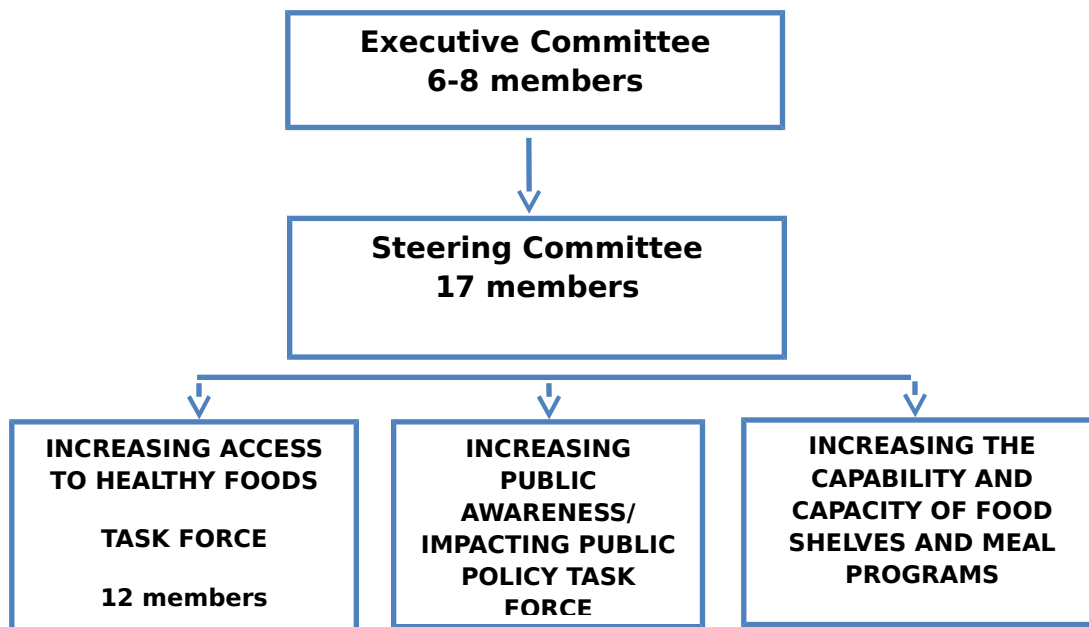 Executive Committee
6-8 members
Steering Committee
17 members
INCREASING ACCESS
TO HEALTHY FOODS
TASK FORCE
12 members
INCREASING
PUBLIC
AWARENESS/
IMPACTING PUBLIC
POLICY TASK
FORCE
INCREASING THE
CAPABILITY AND
CAPACITY OF FOOD
SHELVES AND MEAL
PROGRAMS